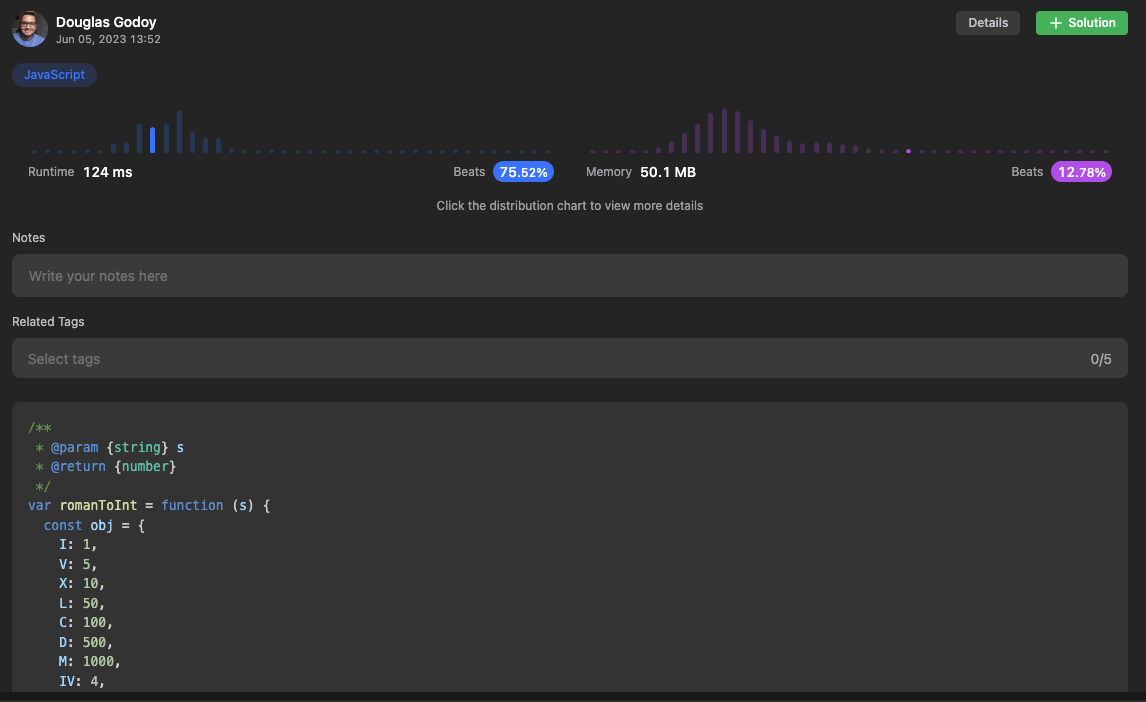 Douglas Godoy
Jun 05, 2023 13:52
Details
+ Solution
JavaScript
Runtime 124 ms
Beats 75.52%
Memory 50.1 MB
Beats 12.78%
Click the distribution chart to view more details
Notes
Write your notes here
Related Tags
Select tags
0/5
/**
 * @param {string} s
 * @return {number}
 */
var romanToInt = function (s) {
  const obj = {
    I: 1,
    V: 5,
    X: 10,
    L: 50,
    C: 100,
    D: 500,
    M: 1000,
    IV: 4,